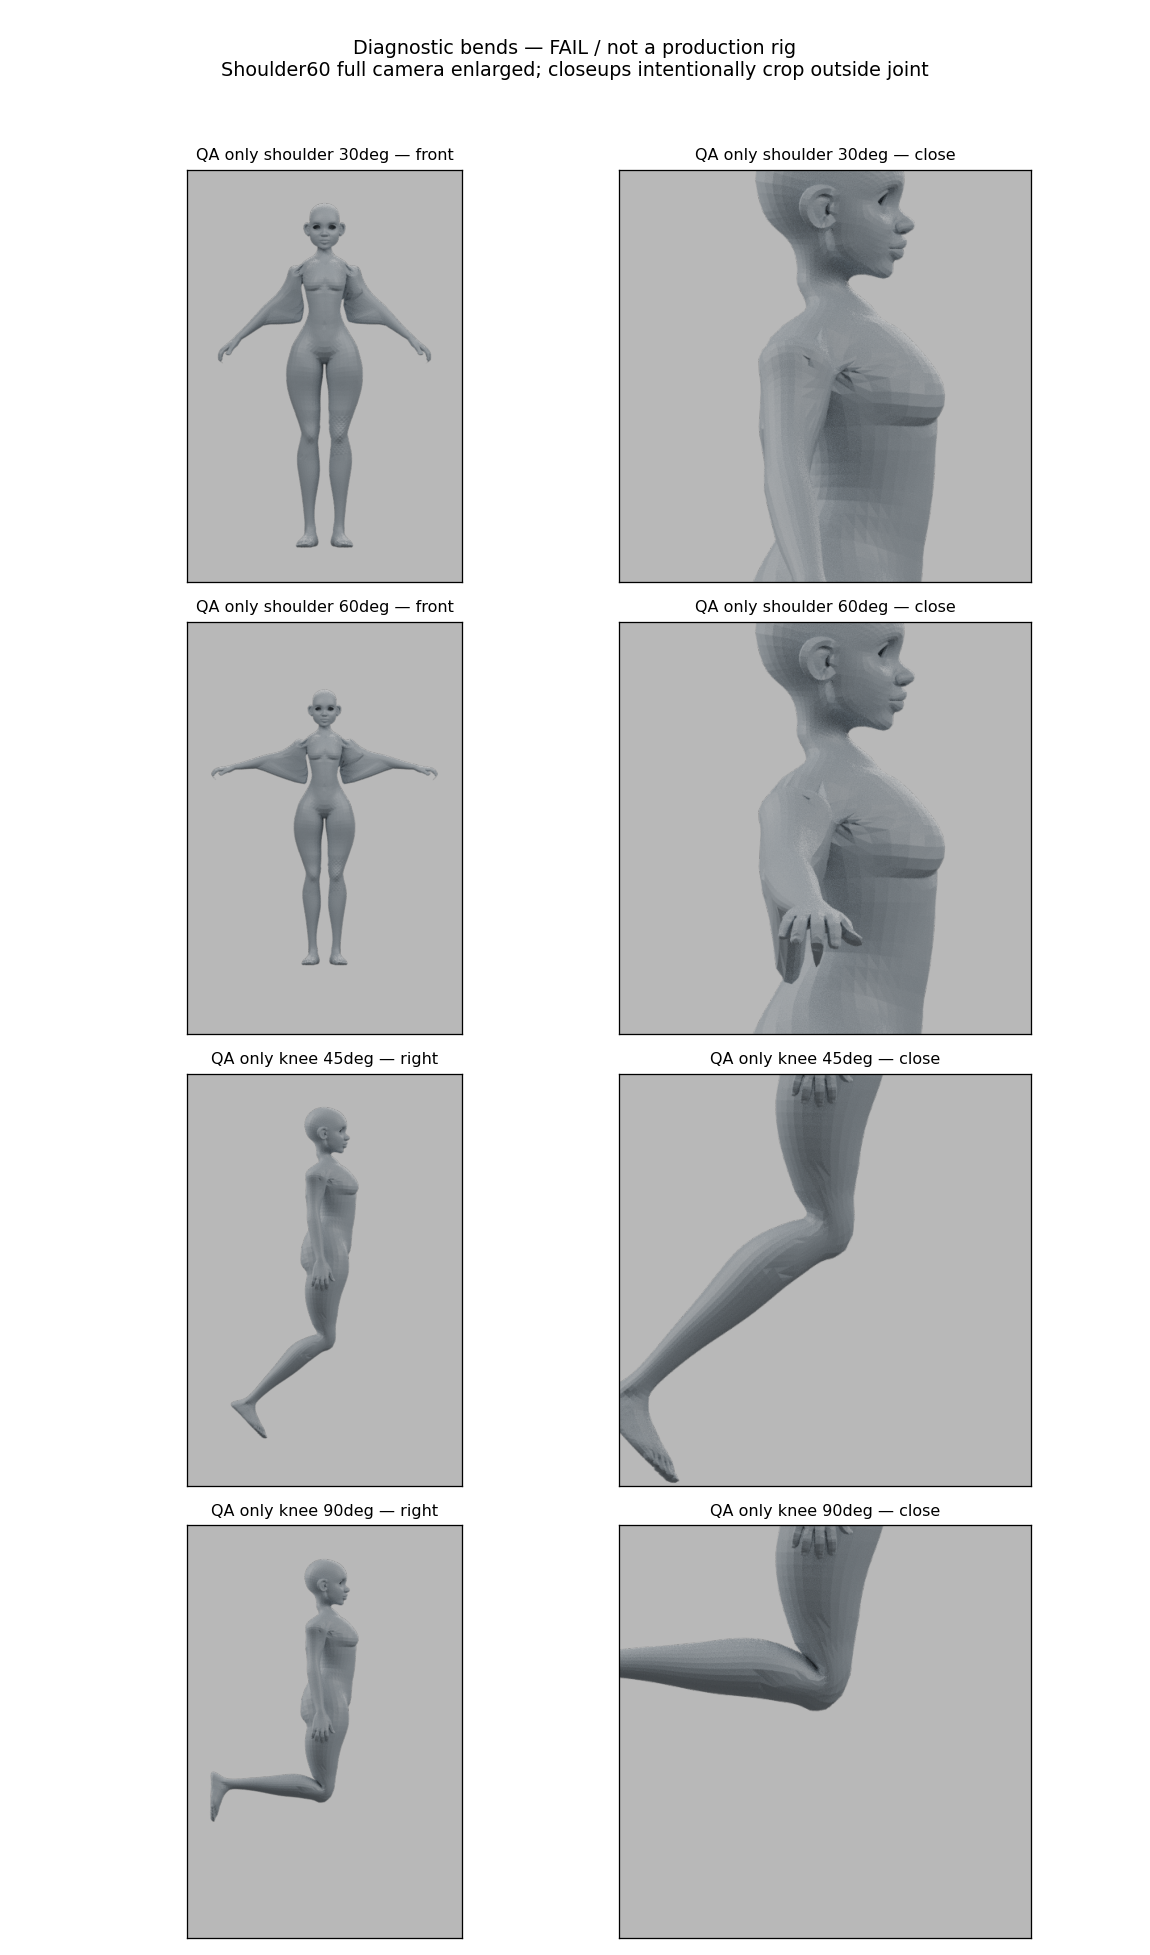 Diagnostic bends — FAIL / not a production rig
Shoulder60 full camera enlarged; closeups intentionally crop outside joint
QA only shoulder 30deg — front
QA only shoulder 30deg — close
QA only shoulder 60deg — front
QA only shoulder 60deg — close
QA only knee 45deg — right
QA only knee 45deg — close
QA only knee 90deg — right
QA only knee 90deg — close